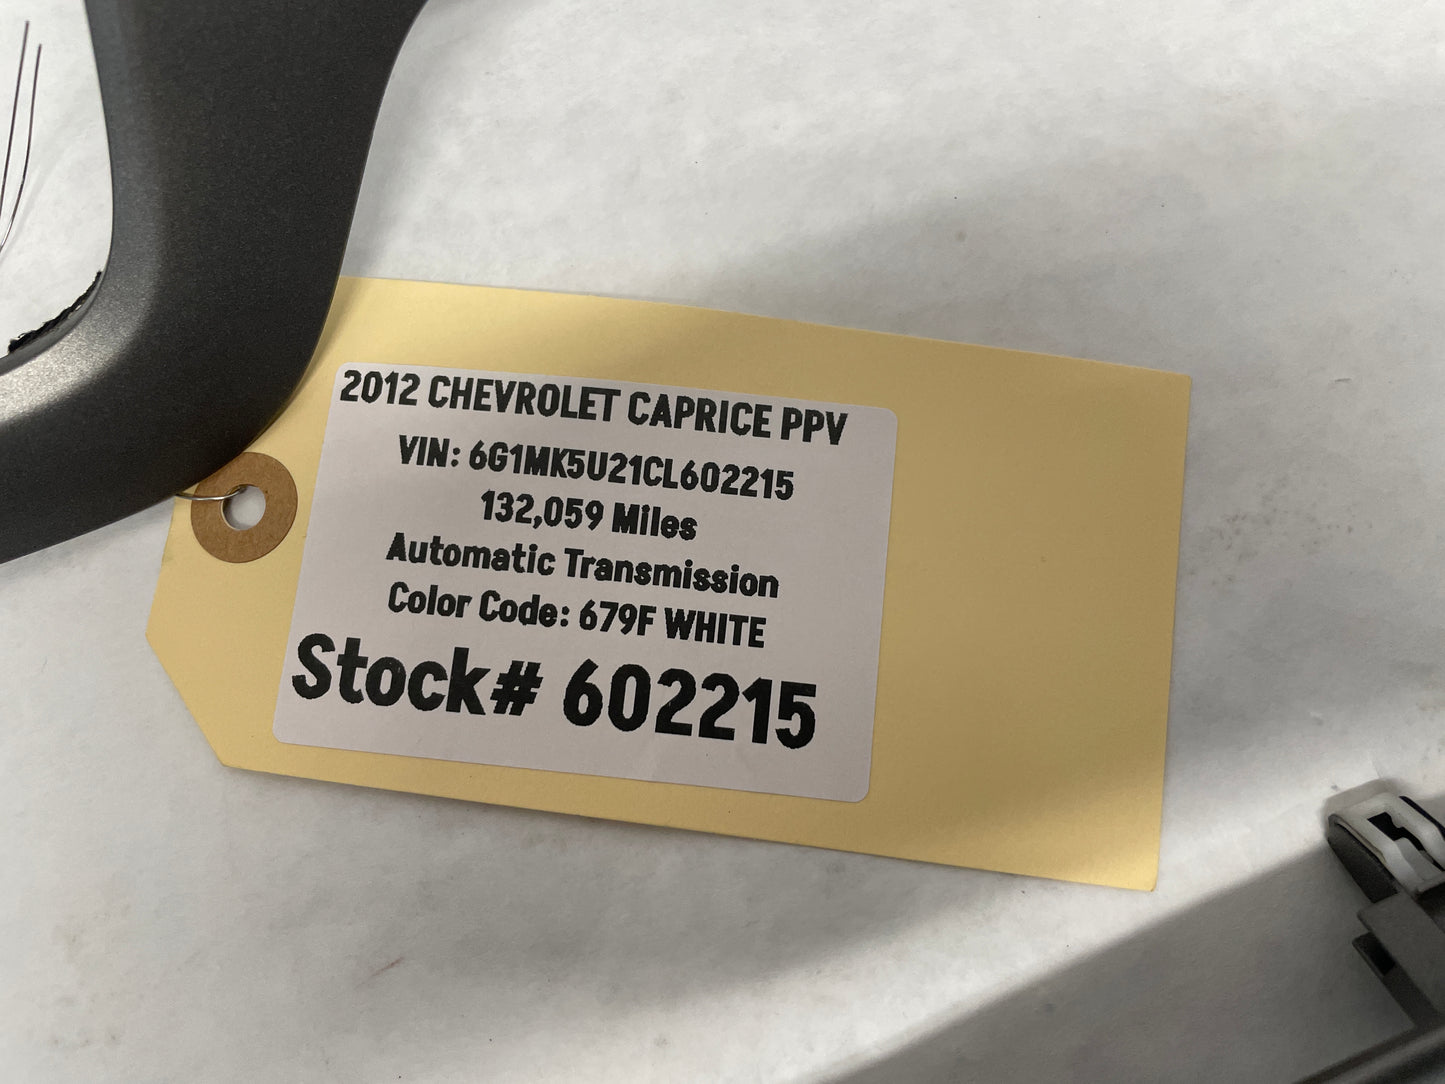 2012 CHEVROLET CAPRICE PPV
VIN: 6G1MK5U21CL602215
132,059 Miles
Automatic Transmission
Color Code: 679F WHITE
Stock# 602215